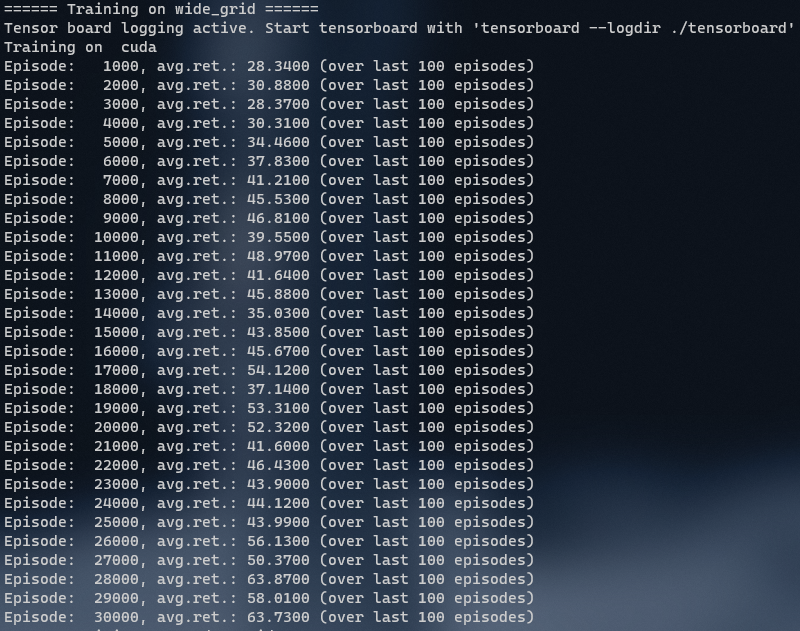 ====== Training on wide_grid ======
Tensor board logging active. Start tensorboard with 'tensorboard --logdir ./tensorboard'
Training on  cuda
Episode:   1000, avg.ret.: 28.3400 (over last 100 episodes)
Episode:   2000, avg.ret.: 30.8800 (over last 100 episodes)
Episode:   3000, avg.ret.: 28.3700 (over last 100 episodes)
Episode:   4000, avg.ret.: 30.3100 (over last 100 episodes)
Episode:   5000, avg.ret.: 34.4600 (over last 100 episodes)
Episode:   6000, avg.ret.: 37.8300 (over last 100 episodes)
Episode:   7000, avg.ret.: 41.2100 (over last 100 episodes)
Episode:   8000, avg.ret.: 45.5300 (over last 100 episodes)
Episode:   9000, avg.ret.: 46.8100 (over last 100 episodes)
Episode:  10000, avg.ret.: 39.5500 (over last 100 episodes)
Episode:  11000, avg.ret.: 48.9700 (over last 100 episodes)
Episode:  12000, avg.ret.: 41.6400 (over last 100 episodes)
Episode:  13000, avg.ret.: 45.8800 (over last 100 episodes)
Episode:  14000, avg.ret.: 35.0300 (over last 100 episodes)
Episode:  15000, avg.ret.: 43.8500 (over last 100 episodes)
Episode:  16000, avg.ret.: 45.6700 (over last 100 episodes)
Episode:  17000, avg.ret.: 54.1200 (over last 100 episodes)
Episode:  18000, avg.ret.: 37.1400 (over last 100 episodes)
Episode:  19000, avg.ret.: 53.3100 (over last 100 episodes)
Episode:  20000, avg.ret.: 52.3200 (over last 100 episodes)
Episode:  21000, avg.ret.: 41.6000 (over last 100 episodes)
Episode:  22000, avg.ret.: 46.4300 (over last 100 episodes)
Episode:  23000, avg.ret.: 43.9000 (over last 100 episodes)
Episode:  24000, avg.ret.: 44.1200 (over last 100 episodes)
Episode:  25000, avg.ret.: 43.9900 (over last 100 episodes)
Episode:  26000, avg.ret.: 56.1300 (over last 100 episodes)
Episode:  27000, avg.ret.: 50.3700 (over last 100 episodes)
Episode:  28000, avg.ret.: 63.8700 (over last 100 episodes)
Episode:  29000, avg.ret.: 58.0100 (over last 100 episodes)
Episode:  30000, avg.ret.: 63.7300 (over last 100 episodes)